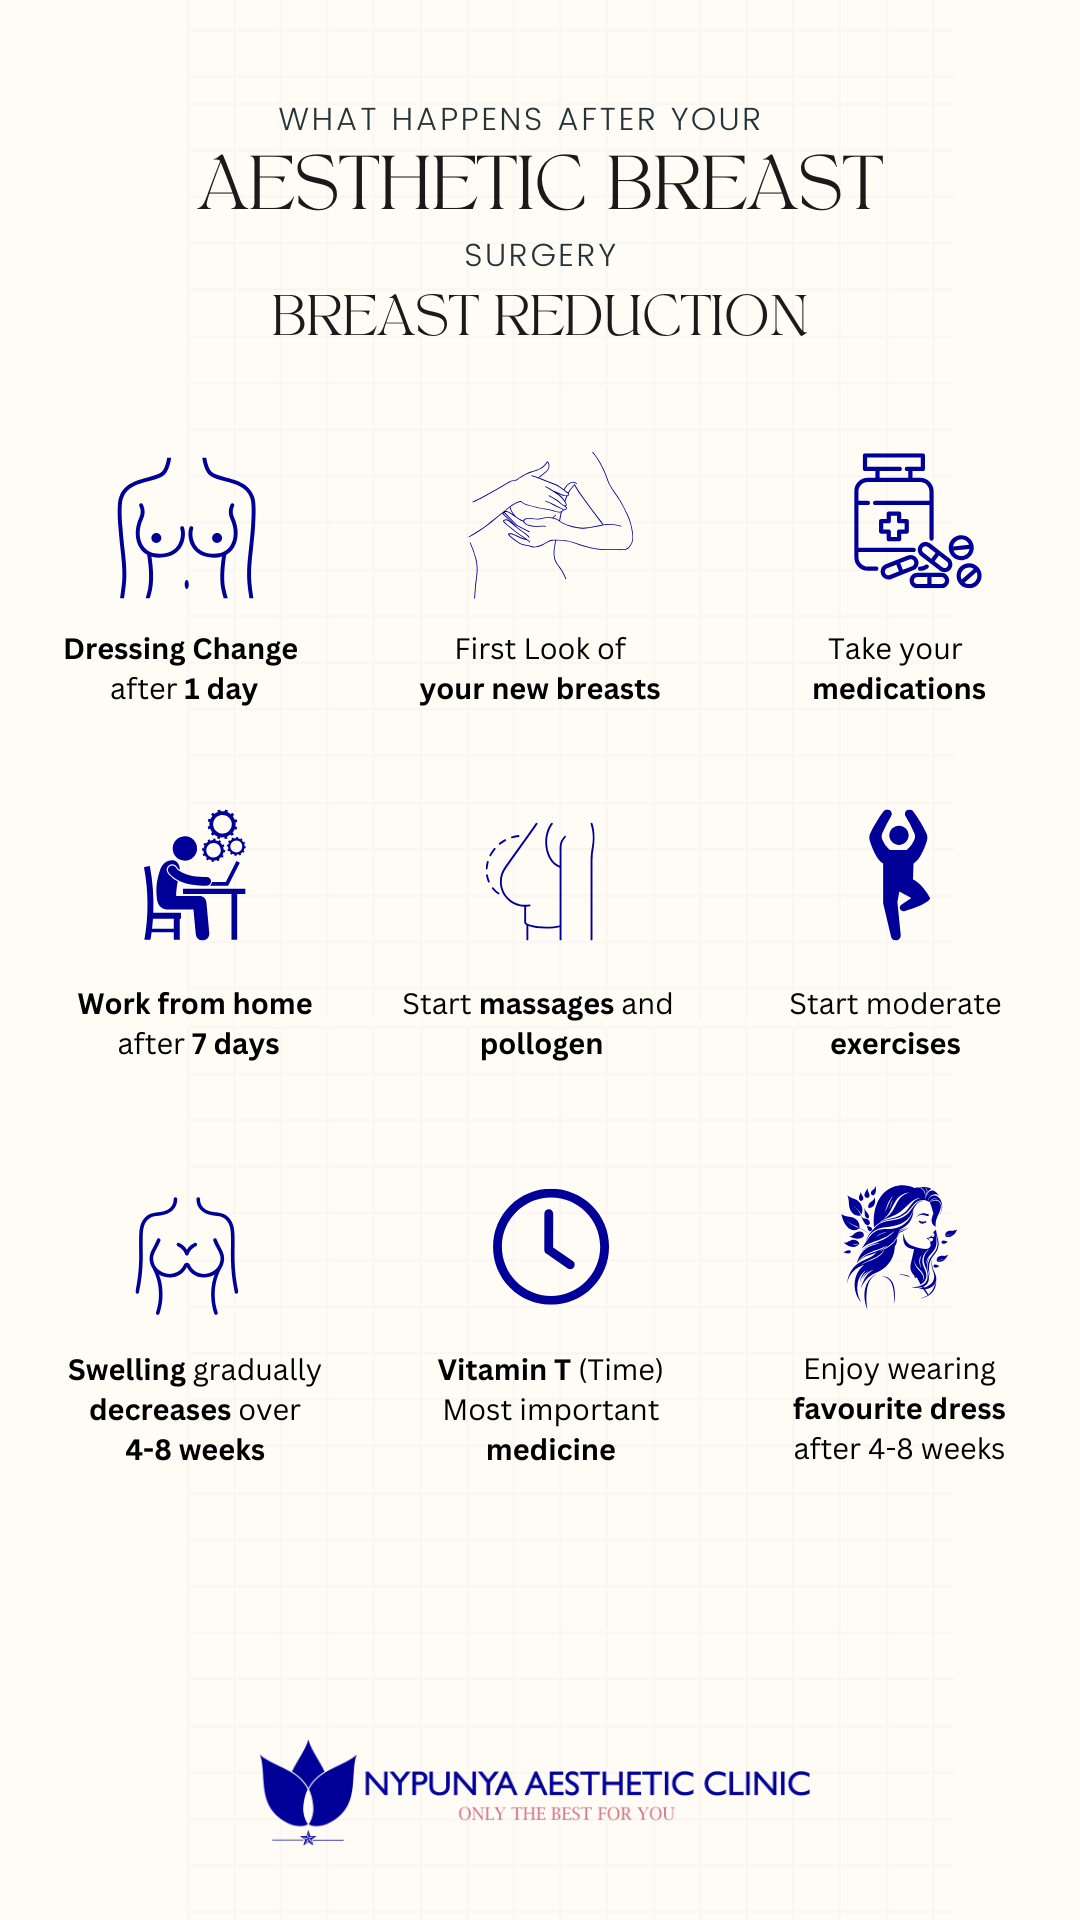 WHAT HAPPENS AFTER YOUR
AESTHETIC BREAST
SURGERY
BREAST REDUCTION
Dressing Change
after 1 day
First Look of
your new breasts
Take your
medications
Work from home
after 7 days
Start massages and
pollogen
Start moderate
exercises
Swelling gradually
decreases over
4-8 weeks
Vitamin T (Time)
Most important
medicine
Enjoy wearing
favourite dress
after 4-8 weeks
NYPUNYA AESTHETIC CLINIC
ONLY THE BEST FOR YOU